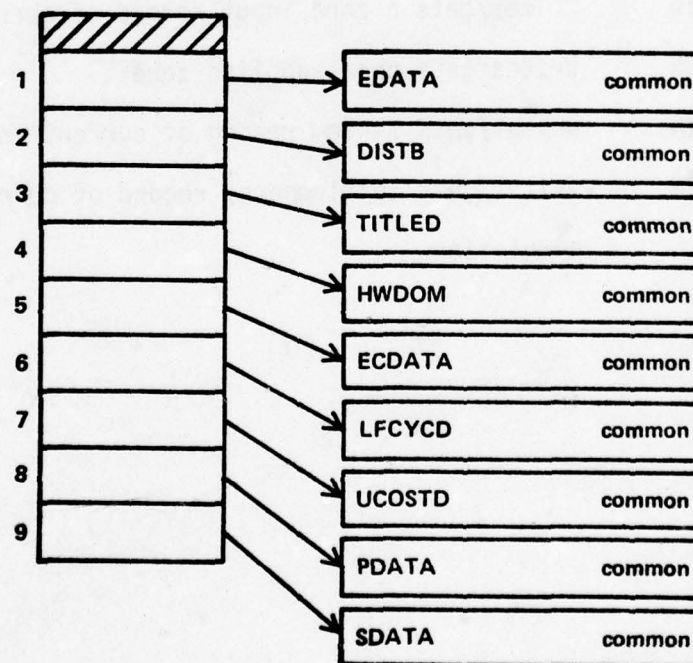 1 EDATA common
2 DISTB common
3 TITLED common
4 HWDOM common
5 ECDATA common
6 LFCYCD common
7 UCOSTD common
8 PDATA common
9 SDATA common